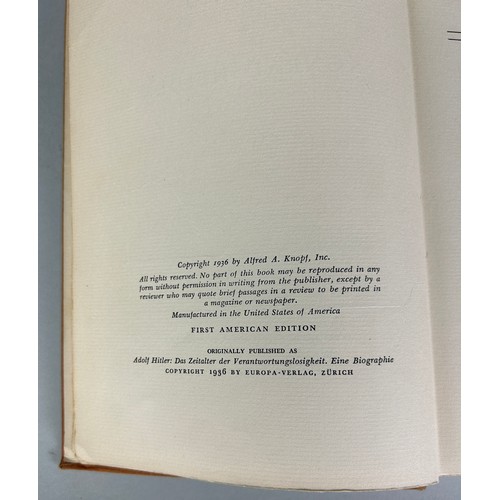 Copyright 1936 by Alfred A. Knopf, Inc.
All rights reserved. No part of this book may be reproduced in any
form without permission in writing from the publisher, except by a
reviewer who may quote brief passages in a review to be printed in
a magazine or newspaper.
Manufactured in the United States of America
FIRST AMERICAN EDITION
ORIGINALLY PUBLISHED AS
Adolf Hitler: Das Zeitalter der Verantwortungslosigkeit. Eine Biographie
COPYRIGHT 1936 BY EUROPA-VERLAG, ZÜRICH